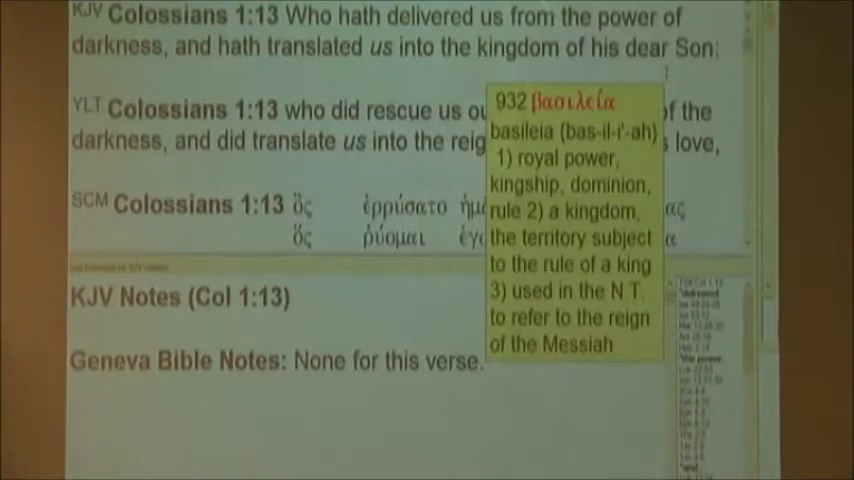 KJV Colossians 1:13 Who hath delivered us from the power of
darkness, and hath translated us into the kingdom of his dear Son:
YLT Colossians 1:13 who did rescue us ou f of the
darkness, and did translate us into the reig s love,
SCM Colossians 1:13 ὃς ἐρρύσατο ἡμ ας
ὅς ῥύομαι ἐγ α
932 βασιλεία
basileia (bas-il-i'-ah)
1) royal power,
kingship, dominion,
rule 2) a kingdom,
the territory subject
to the rule of a king
3) used in the N.T.
to refer to the reign
of the Messiah
KJV Notes (Col 1:13)
Geneva Bible Notes: None for this verse.